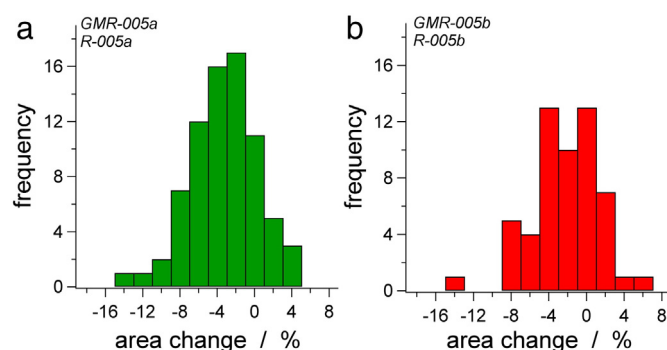 a
GMR-005a
R-005a
16
12
8
4
0
frequency
-16 -12 -8 -4 0 4 8
area change / %
b
GMR-005b
R-005b
16
12
8
4
0
frequency
-16 -12 -8 -4 0 4 8
area change / %